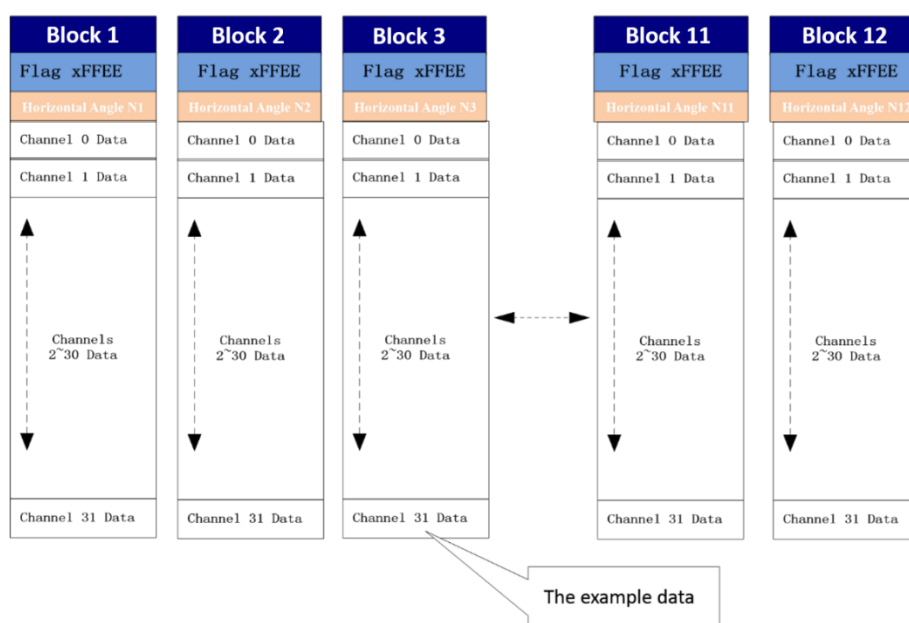 Block 1
Flag xFFEE
Horizontal Angle N1
Channel 0 Data
Channel 1 Data
Channels
2~30 Data
Channel 31 Data
Block 2
Flag xFFEE
Horizontal Angle N2
Channel 0 Data
Channel 1 Data
Channels
2~30 Data
Channel 31 Data
Block 3
Flag xFFEE
Horizontal Angle N3
Channel 0 Data
Channel 1 Data
Channels
2~30 Data
Channel 31 Data
Block 11
Flag xFFEE
Horizontal Angle N11
Channel 0 Data
Channel 1 Data
Channels
2~30 Data
Channel 31 Data
Block 12
Flag xFFEE
Horizontal Angle N12
Channel 0 Data
Channel 1 Data
Channels
2~30 Data
Channel 31 Data
The example data